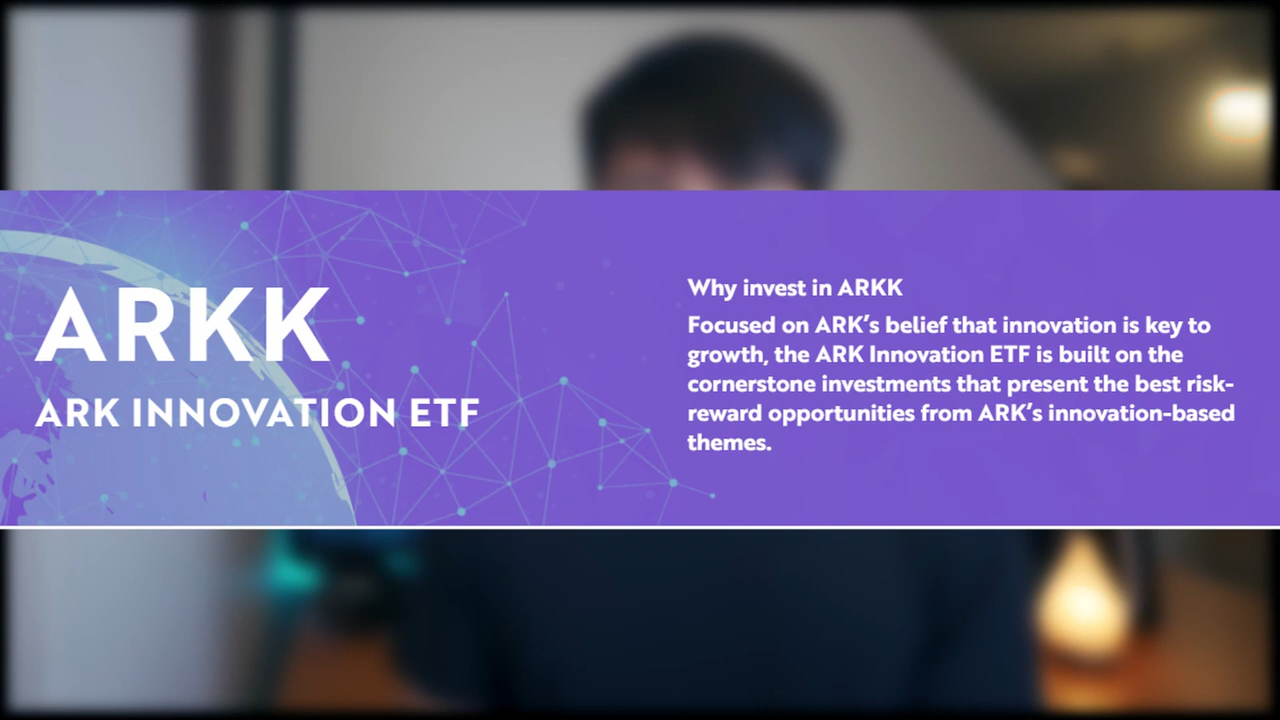 ARKK
ARK INNOVATION ETF
Why invest in ARKK
Focused on ARK's belief that innovation is key to
growth, the ARK Innovation ETF is built on the
cornerstone investments that present the best risk-
reward opportunities from ARK's innovation-based
themes.